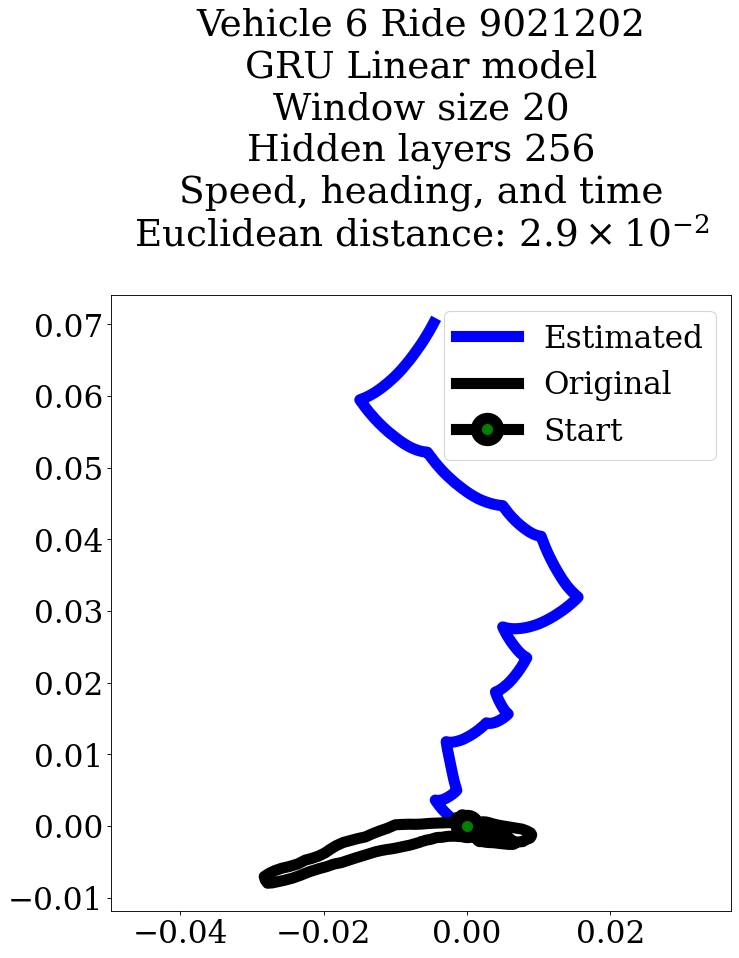 Vehicle 6 Ride 9021202
GRU Linear model
Window size 20
Hidden layers 256
Speed, heading, and time
Euclidean distance: 2.9 × 10⁻²
Estimated
Original
Start
0.07
0.06
0.05
0.04
0.03
0.02
0.01
0.00
−0.01
−0.04 −0.02 0.00 0.02